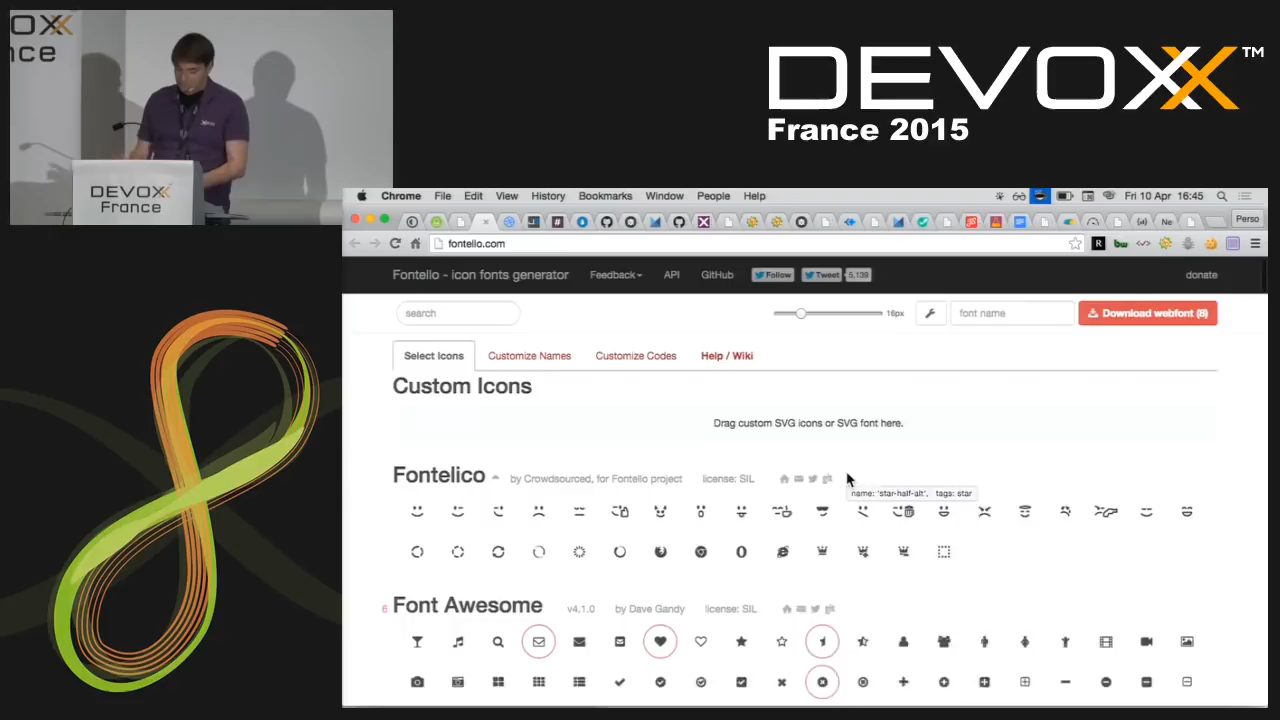 OXX
nce
DEVOXX
France
DEVOXX™
France 2015
Chrome File Edit View History Bookmarks Window People Help Fri 10 Apr 16:45
Perso
fontello.com
Fontello - icon fonts generator Feedback API GitHub Follow Tweet 5,139 donate
search 16px font name Download webfont (8)
Select Icons Customize Names Customize Codes Help / Wiki
Custom Icons
Drag custom SVG icons or SVG font here.
Fontelico by Crowdsourced, for Fontello project license: SIL
name: 'star-half-alt', tags: star
6 Font Awesome v4.1.0 by Dave Gandy license: SIL